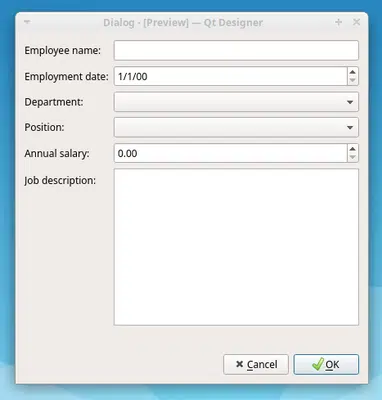 Dialog - [Preview] — Qt Designer
Employee name:
Employment date: 1/1/00
Department:
Position:
Annual salary: 0.00
Job description:
Cancel OK